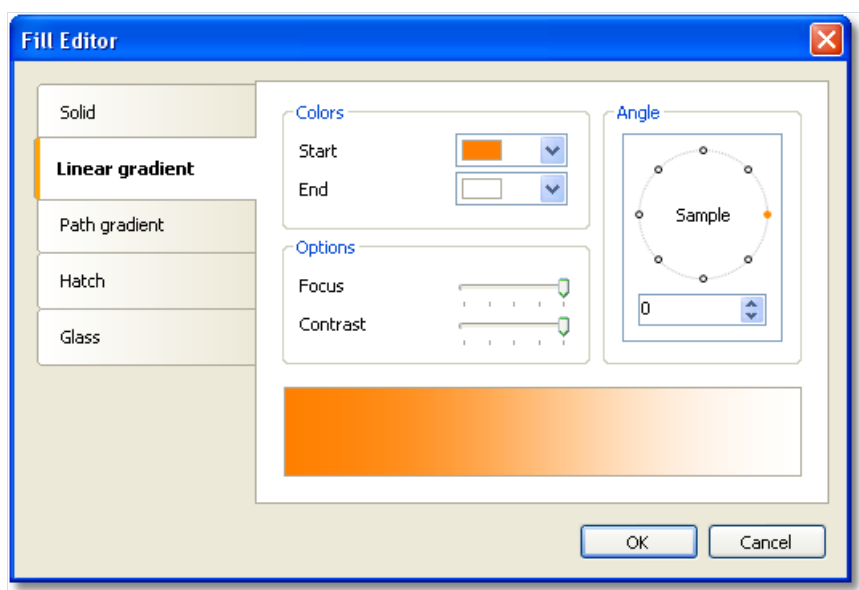 Fill Editor
Solid
Linear gradient
Path gradient
Hatch
Glass
Colors
Start
End
Options
Focus
Contrast
Angle
Sample
0
OK
Cancel